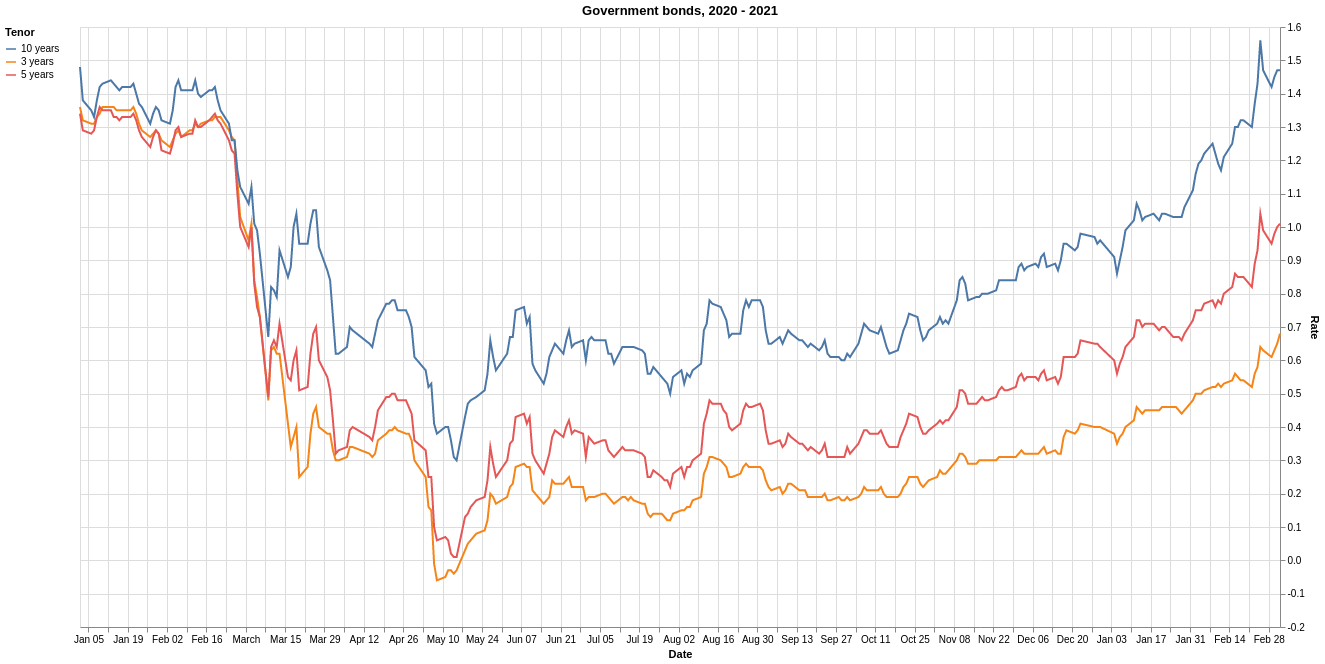 Government bonds, 2020 - 2021
Tenor
10 years
3 years
5 years
1.6
1.5
1.4
1.3
1.2
1.1
1.0
0.9
0.8
0.7
0.6
0.5
0.4
0.3
0.2
0.1
0.0
-0.1
-0.2
Rate
Jan 05 Jan 19 Feb 02 Feb 16 March Mar 15 Mar 29 Apr 12 Apr 26 May 10 May 24 Jun 07 Jun 21 Jul 05 Jul 19 Aug 02 Aug 16 Aug 30 Sep 13 Sep 27 Oct 11 Oct 25 Nov 08 Nov 22 Dec 06 Dec 20 Jan 03 Jan 17 Jan 31 Feb 14 Feb 28
Date